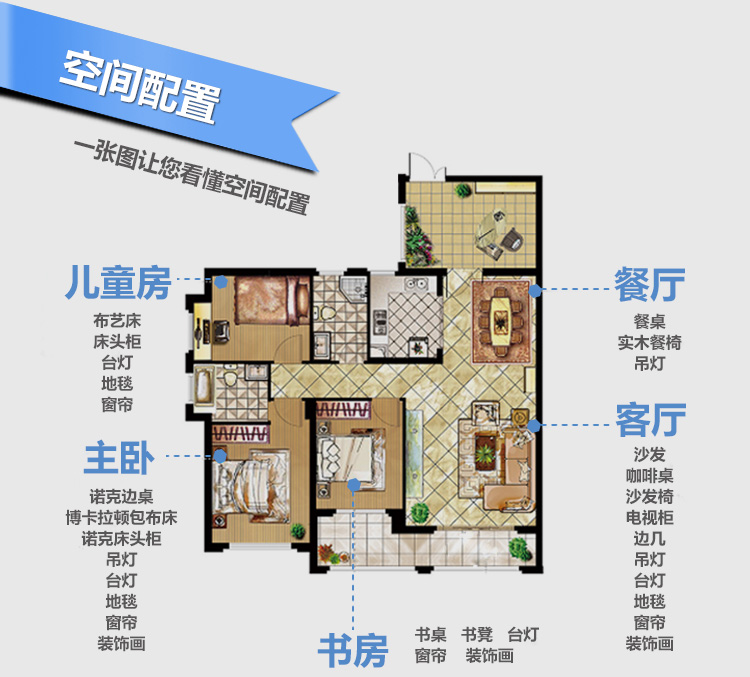 空间配置
一张图让您看懂空间配置
儿童房
布艺床
床头柜
台灯
地毯
窗帘
主卧
诺克边桌
博卡拉顿包布床
诺克床头柜
吊灯
台灯
地毯
窗帘
装饰画
餐厅
餐桌
实木餐椅
吊灯
客厅
沙发
咖啡桌
沙发椅
电视柜
边几
吊灯
台灯
地毯
窗帘
装饰画
书房
书桌 书凳 台灯
窗帘 装饰画